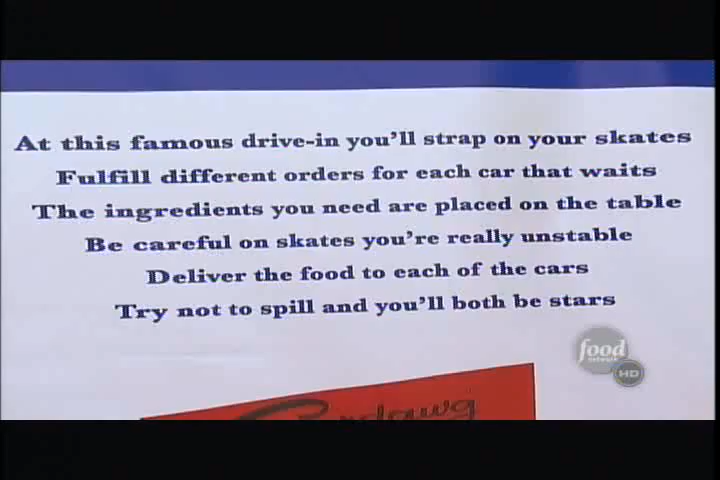 At this famous drive-in you'll strap on your skates
Fulfill different orders for each car that waits
The ingredients you need are placed on the table
Be careful on skates you're really unstable
Deliver the food to each of the cars
Try not to spill and you'll both be stars
food
network
HD